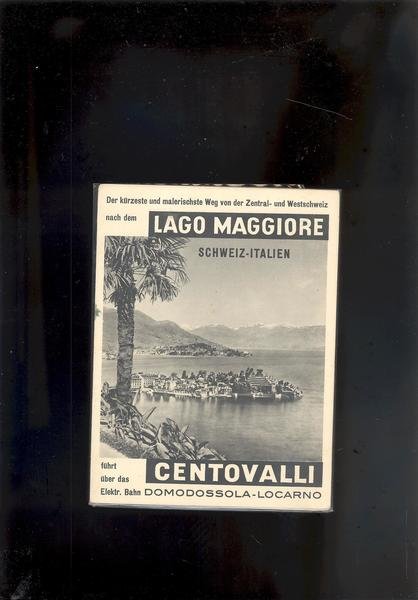 Der kürzeste und malerischste Weg von der Zentral- und Westschweiz
nach dem
LAGO MAGGIORE
SCHWEIZ-ITALIEN
führt
über das
CENTOVALLI
Elektr. Bahn DOMODOSSOLA-LOCARNO